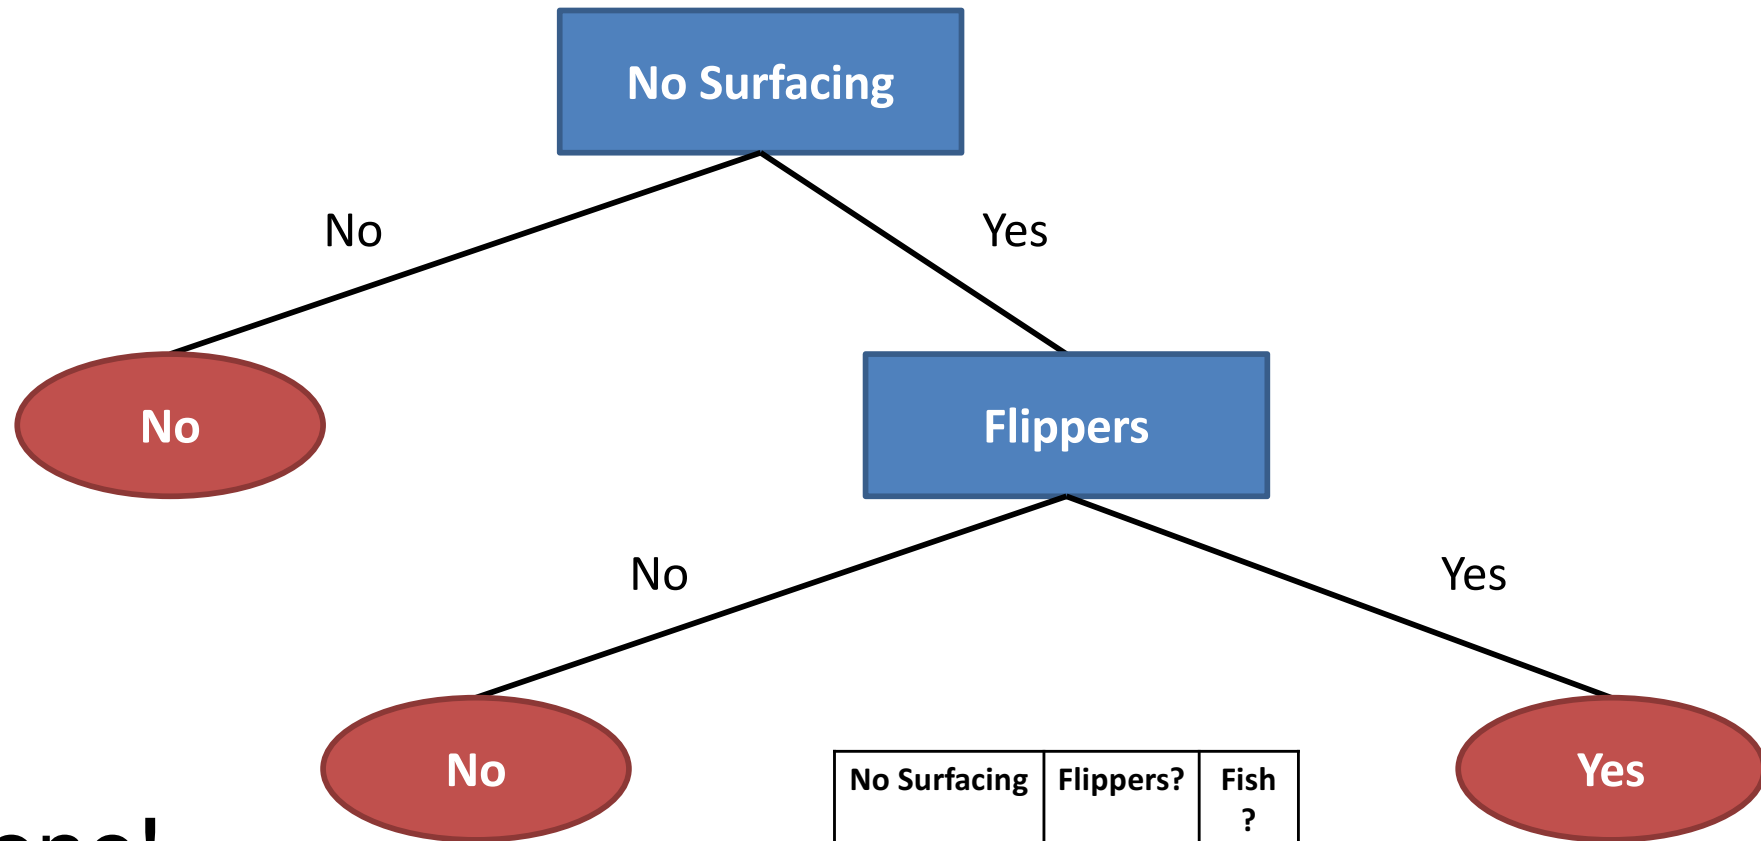 No Surfacing
No
Yes
No
Flippers
No
Yes
No
Yes
No Surfacing
Flippers?
Fish
?